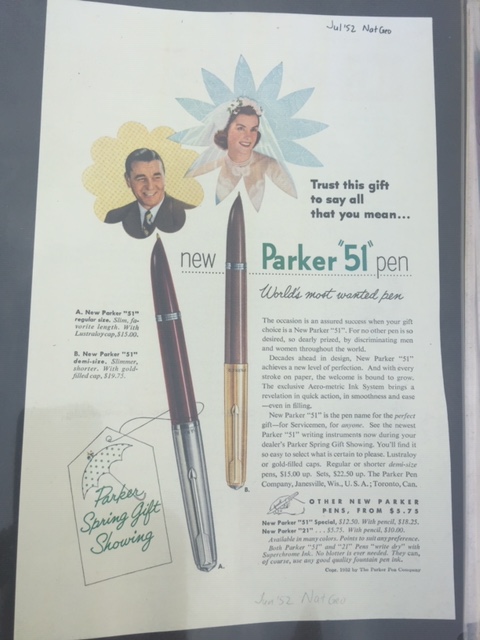 Jul '52 Nat Geo
Trust this gift
to say all
that you mean...
new Parker "51" pen
World's most wanted pen
A. New Parker "51"
regular size. Slim, fa-
vorite length. With
Lustraloy cap, $15.00.
B. New Parker "51"
demi-size. Slimmer,
shorter. With gold-
filled cap, $19.75.
The occasion is an assured success when your gift
choice is a New Parker "51". For no other pen is so
desired, so dearly prized, by discriminating men
and women throughout the world.
Decades ahead in design, New Parker "51"
achieves a new level of perfection. And with every
stroke on paper, the welcome is bound to grow.
The exclusive Aero-metric Ink System brings a
revelation in quick action, in smoothness and ease
—even in filling.
New Parker "51" is the pen name for the perfect
gift—for Servicemen, for anyone. See the newest
Parker "51" writing instruments now during your
dealer's Parker Spring Gift Showing. You'll find it
so easy to select what is certain to please. Lustraloy
or gold-filled caps. Regular or shorter demi-size
pens, $15.00 up. Sets, $22.50 up. The Parker Pen
Company, Janesville, Wis., U. S. A.; Toronto, Can.
B.
Parker
Spring Gift
Showing
A.
OTHER NEW PARKER
PENS, FROM $5.75
New Parker "51" Special, $12.50. With pencil, $18.25.
New Parker "21" . . . $5.75. With pencil, $10.00.
Available in many colors. Points to suit any preference.
Both Parker "51" and "21" Pens "write dry" with
Superchrome Ink. No blotter is ever needed. They can,
of course, use any good quality fountain pen ink.
Copr. 1952 by The Parker Pen Company
Jun '52 Nat Geo